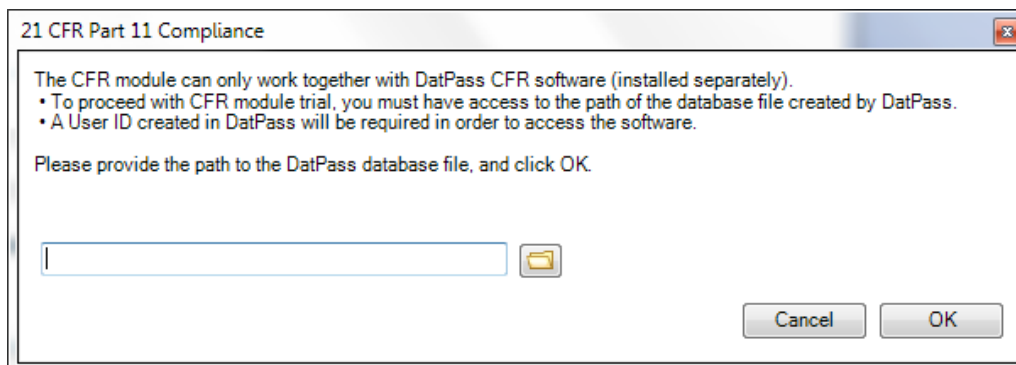 21 CFR Part 11 Compliance
The CFR module can only work together with DatPass CFR software (installed separately).
• To proceed with CFR module trial, you must have access to the path of the database file created by DatPass.
• A User ID created in DatPass will be required in order to access the software.
Please provide the path to the DatPass database file, and click OK.
Cancel OK